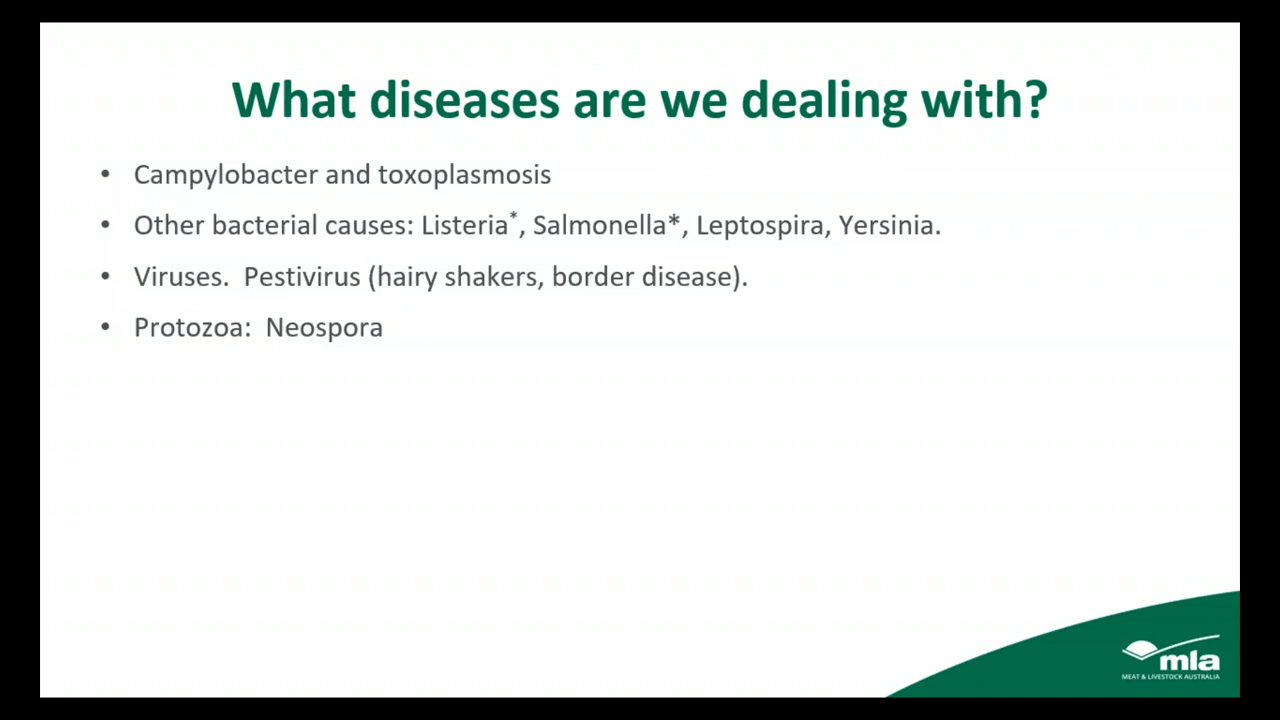 What diseases are we dealing with?
• Campylobacter and toxoplasmosis
• Other bacterial causes: Listeria*, Salmonella*, Leptospira, Yersinia.
• Viruses.  Pestivirus (hairy shakers, border disease).
• Protozoa:  Neospora
mla
MEAT & LIVESTOCK AUSTRALIA